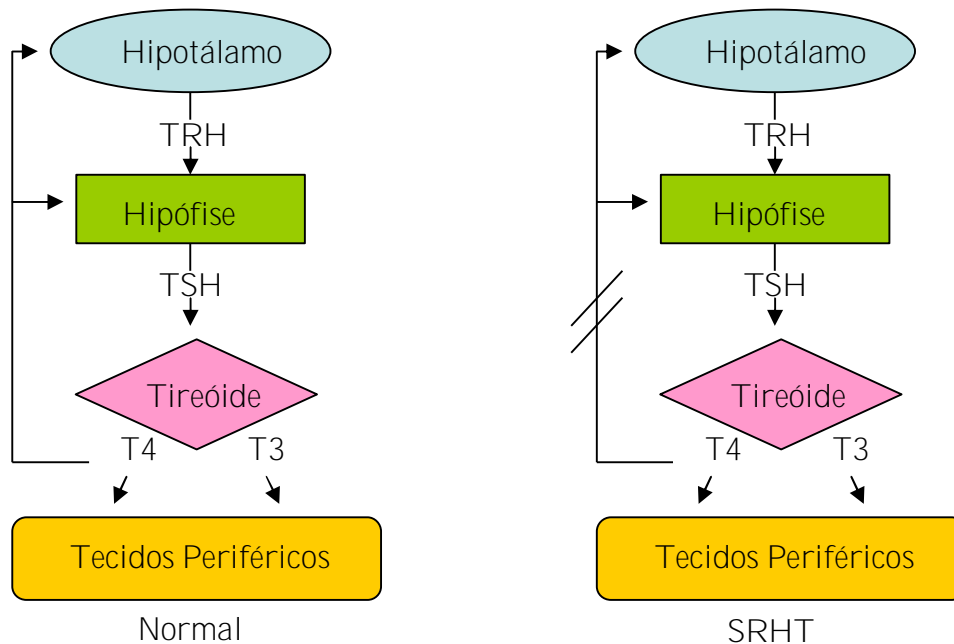 Hipotálamo
TRH
Hipófise
TSH
Tireóide
T4 T3
Tecidos Periféricos
Normal
Hipotálamo
TRH
Hipófise
TSH
Tireóide
T4 T3
Tecidos Periféricos
SRHT